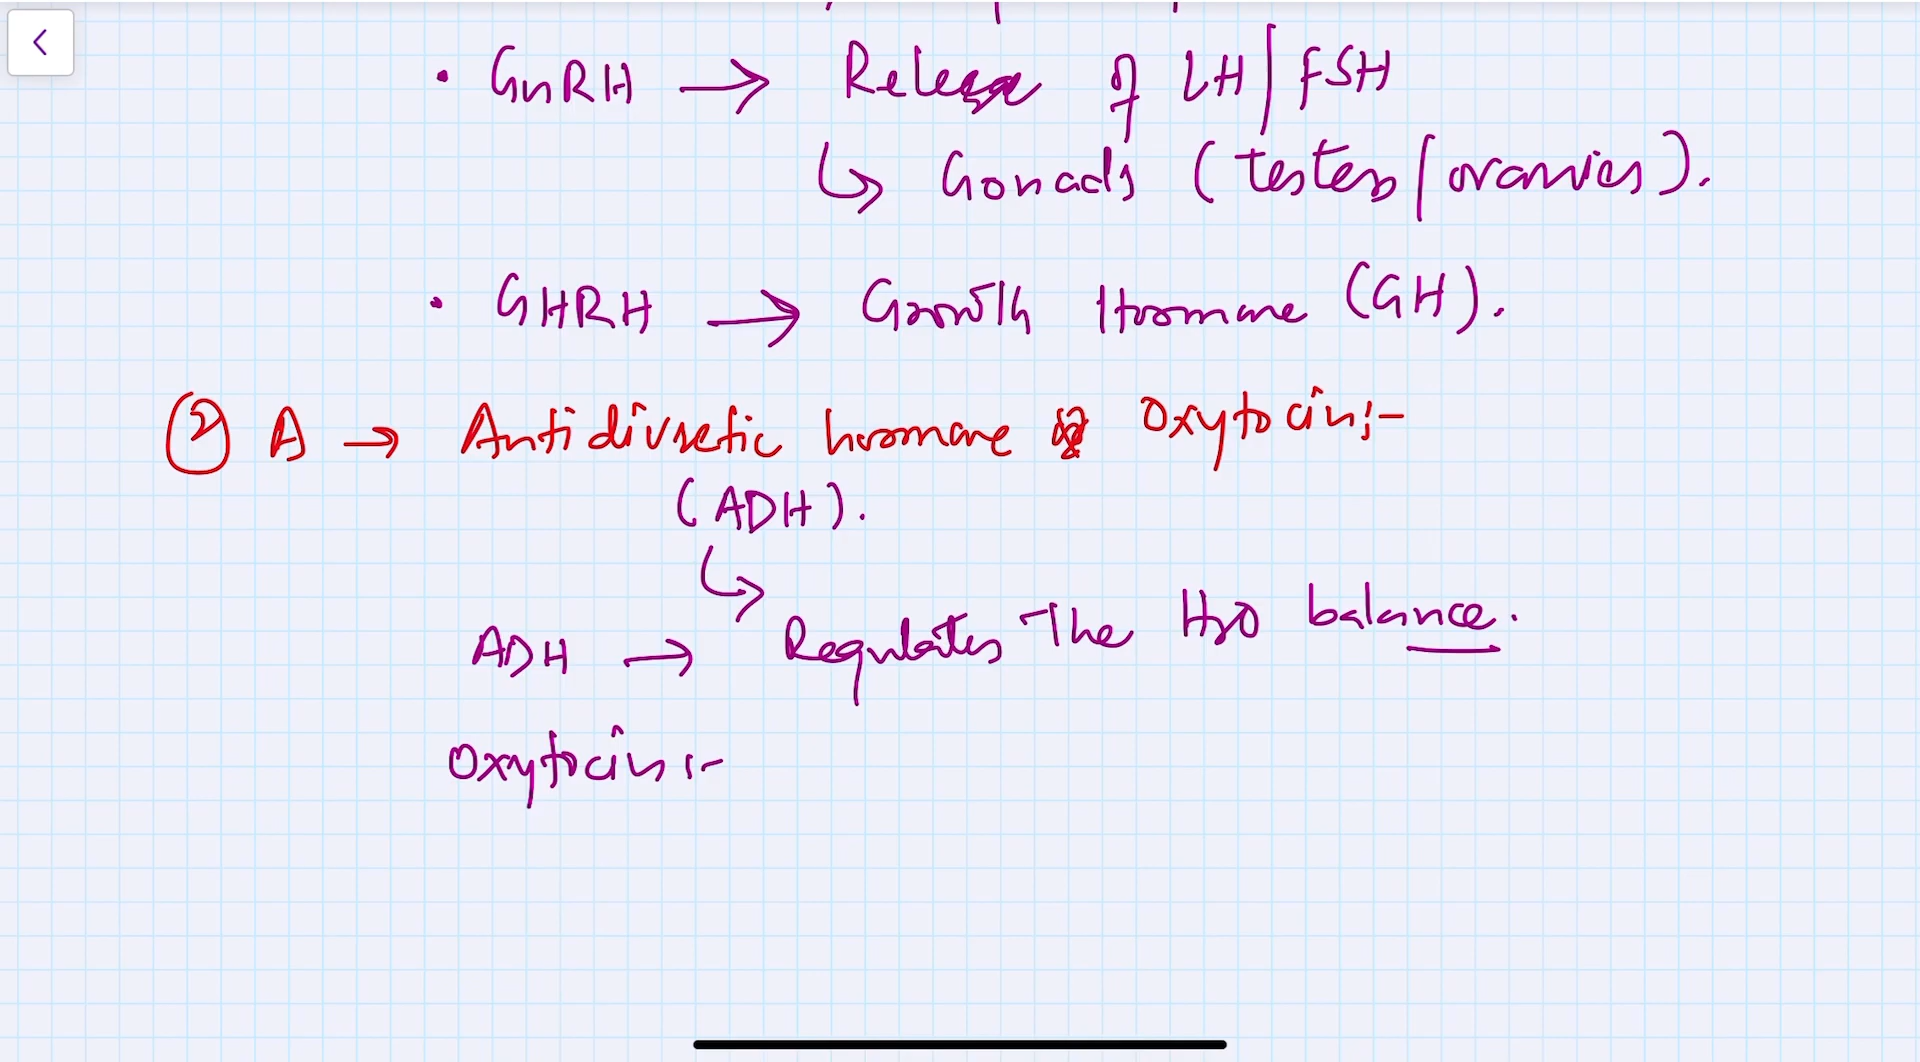 • GnRH → Release of LH/FSH
↳ Gonads (testes/ovaries).
• GHRH → Growth Hormone (GH).
② A → Antidiuretic hormone & Oxytocin:-
(ADH).
↳
ADH → Regulates The H2O balance.
Oxytocin:-